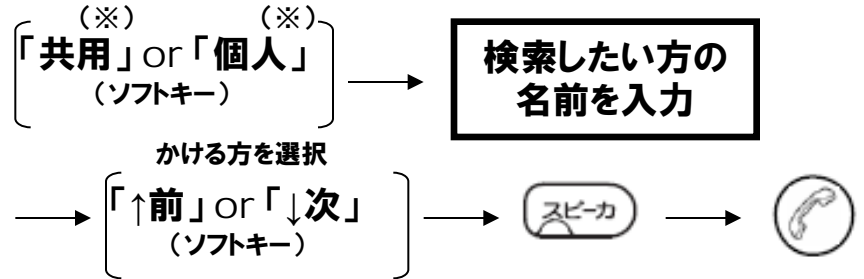 （※） （※）
「共用」or「個人」
（ソフトキー）
検索したい方の
名前を入力
かける方を選択
「↑前」or「↓次」
（ソフトキー）
スピーカ